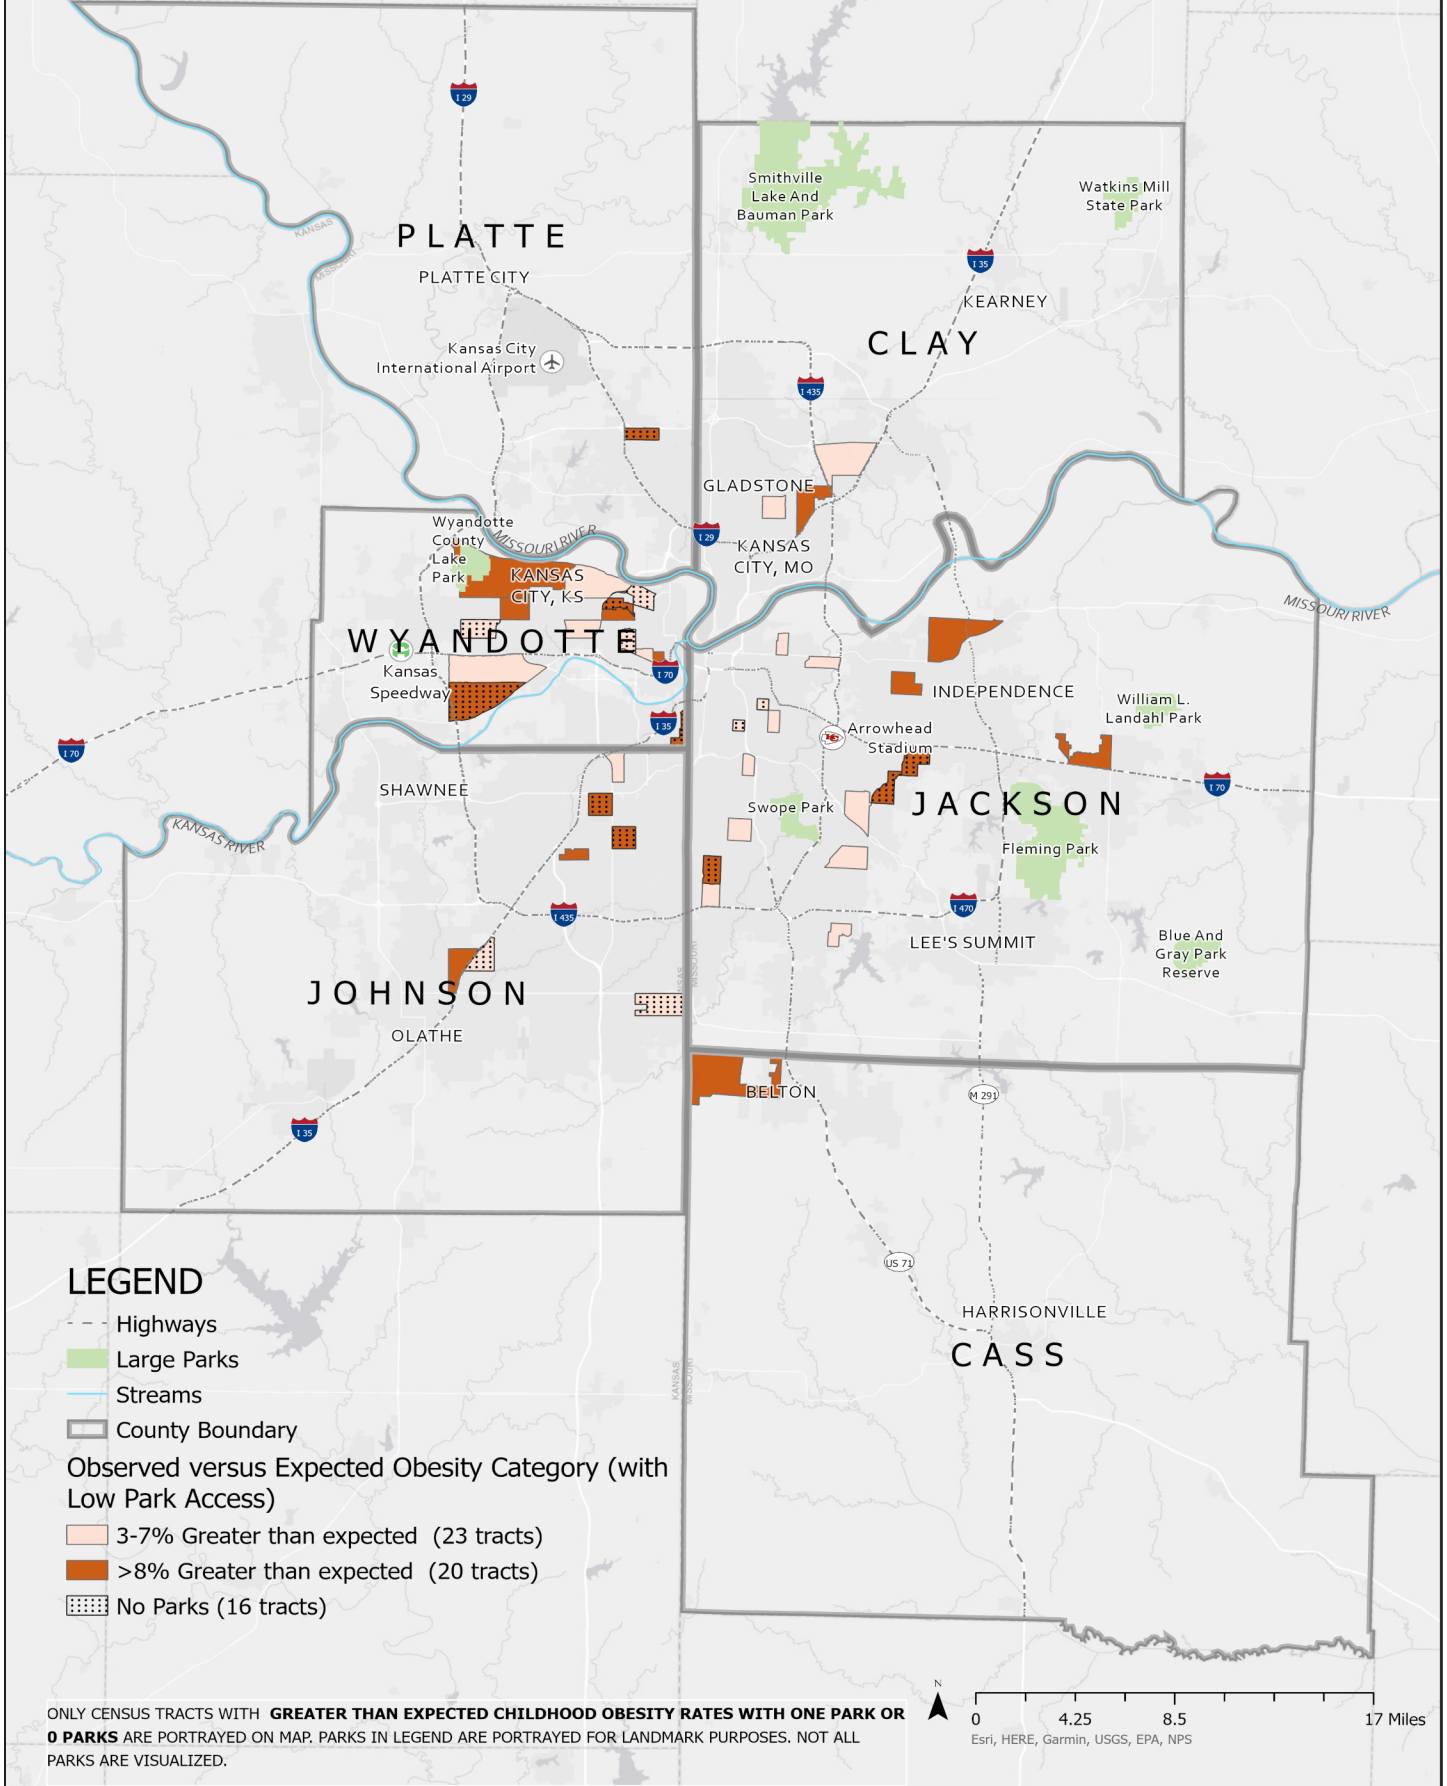 I 29
Smithville
Lake And
Bauman Park
Watkins Mill
State Park
KANSAS
MISSOURI
PLATTE
PLATTE CITY
I 35
KEARNEY
CLAY
Kansas City
International Airport
I 435
GLADSTONE
Wyandotte
County
Lake
Park
MISSOURI RIVER
I 29
KANSAS
CITY, MO
KANSAS
CITY, KS
MISSOURI RIVER
WYANDOTTE
Kansas
Speedway
I 70
INDEPENDENCE
William L.
Landahl Park
I 35
Arrowhead
Stadium
I 70
I 70
SHAWNEE
Swope Park
JACKSON
KANSAS RIVER
Fleming Park
I 435
I 470
LEE'S SUMMIT
Blue And
Gray Park
Reserve
MISSOURI
JOHNSON
OLATHE
BELTON
M 291
I 35
US 71
HARRISONVILLE
CASS
KANSAS
MISSOURI
LEGEND
Highways
Large Parks
Streams
County Boundary
Observed versus Expected Obesity Category (with
Low Park Access)
3-7% Greater than expected (23 tracts)
>8% Greater than expected (20 tracts)
No Parks (16 tracts)
ONLY CENSUS TRACTS WITH GREATER THAN EXPECTED CHILDHOOD OBESITY RATES WITH ONE PARK OR
0 PARKS ARE PORTRAYED ON MAP. PARKS IN LEGEND ARE PORTRAYED FOR LANDMARK PURPOSES. NOT ALL
PARKS ARE VISUALIZED.
N
0 4.25 8.5 17 Miles
Esri, HERE, Garmin, USGS, EPA, NPS